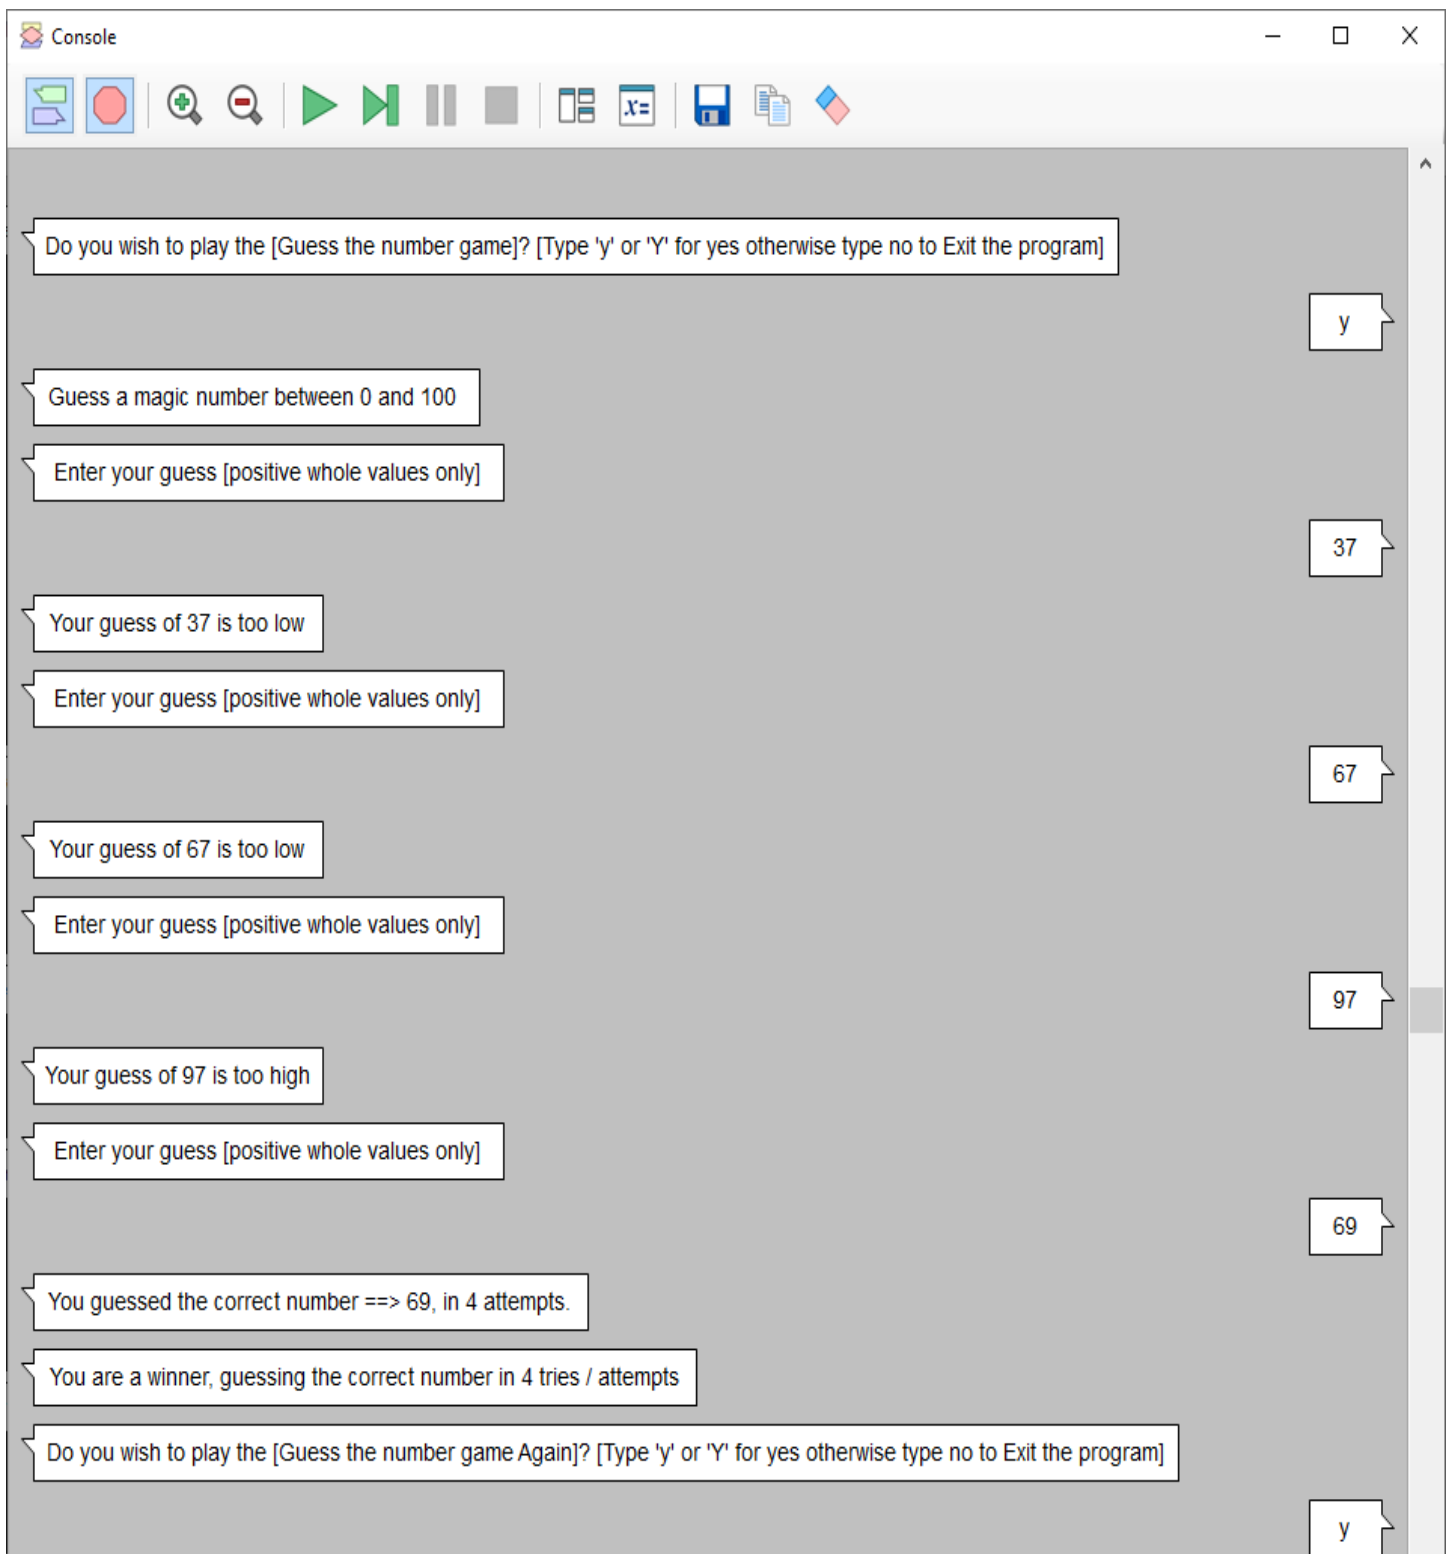 Console
x=
Do you wish to play the [Guess the number game]? [Type 'y' or 'Y' for yes otherwise type no to Exit the program]
y
Guess a magic number between 0 and 100
Enter your guess [positive whole values only]
37
Your guess of 37 is too low
Enter your guess [positive whole values only]
67
Your guess of 67 is too low
Enter your guess [positive whole values only]
97
Your guess of 97 is too high
Enter your guess [positive whole values only]
69
You guessed the correct number ==> 69, in 4 attempts.
You are a winner, guessing the correct number in 4 tries / attempts
Do you wish to play the [Guess the number game Again]? [Type 'y' or 'Y' for yes otherwise type no to Exit the program]
y